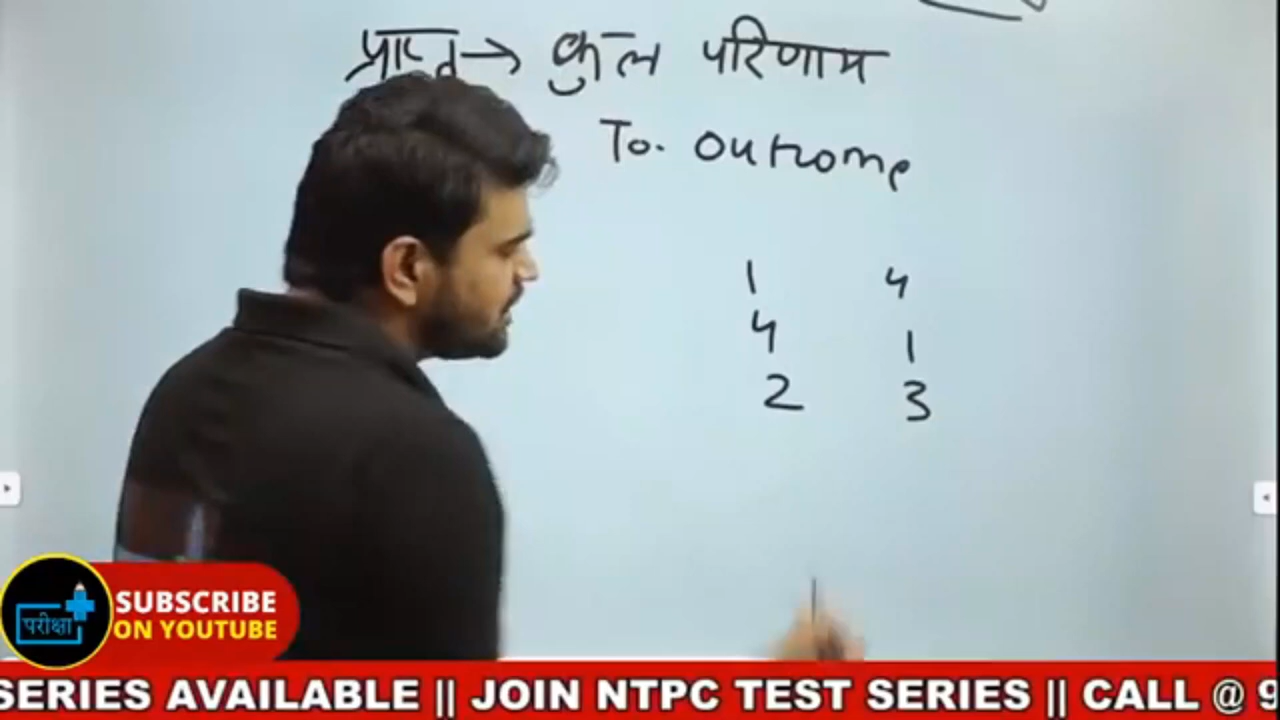 प्राप्त → कुल परिणाम
To. Outcome
1 4
4 1
2 3
परीक्षा
SUBSCRIBE
ON YOUTUBE
SERIES AVAILABLE || JOIN NTPC TEST SERIES || CALL @ 9